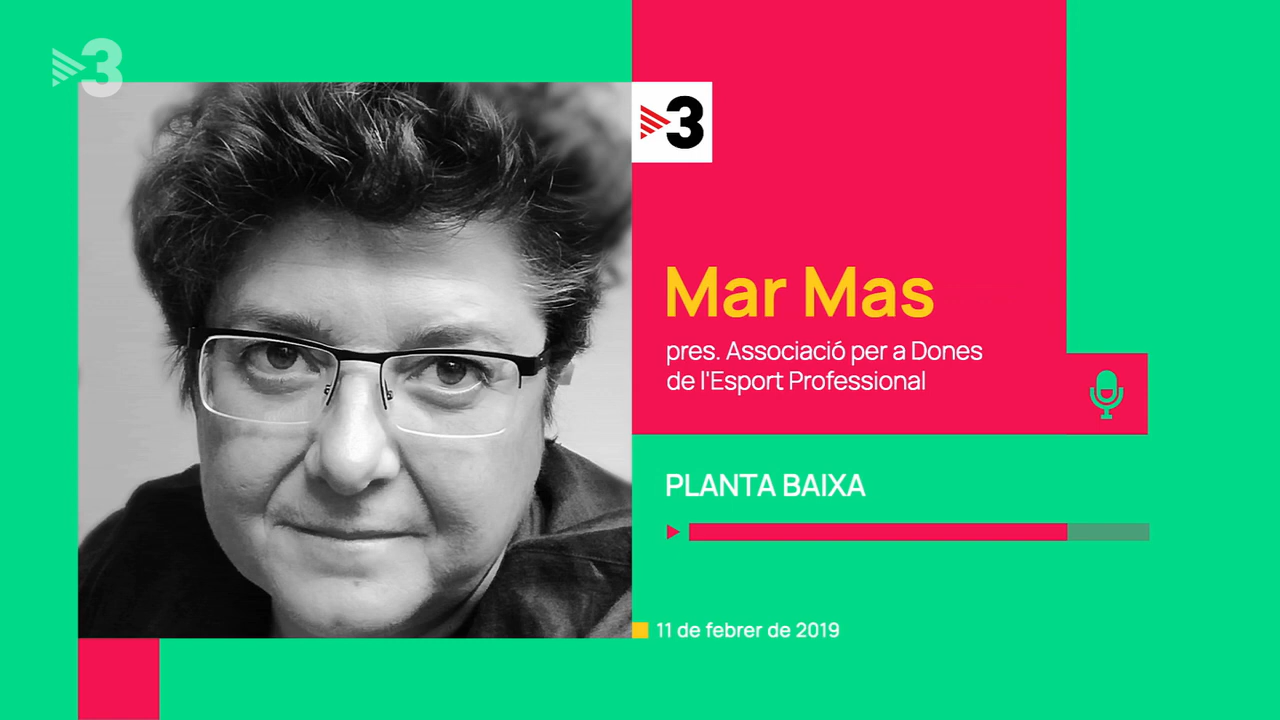 3
3
Mar Mas
pres. Associació per a Dones
de l'Esport Professional
PLANTA BAIXA
11 de febrer de 2019